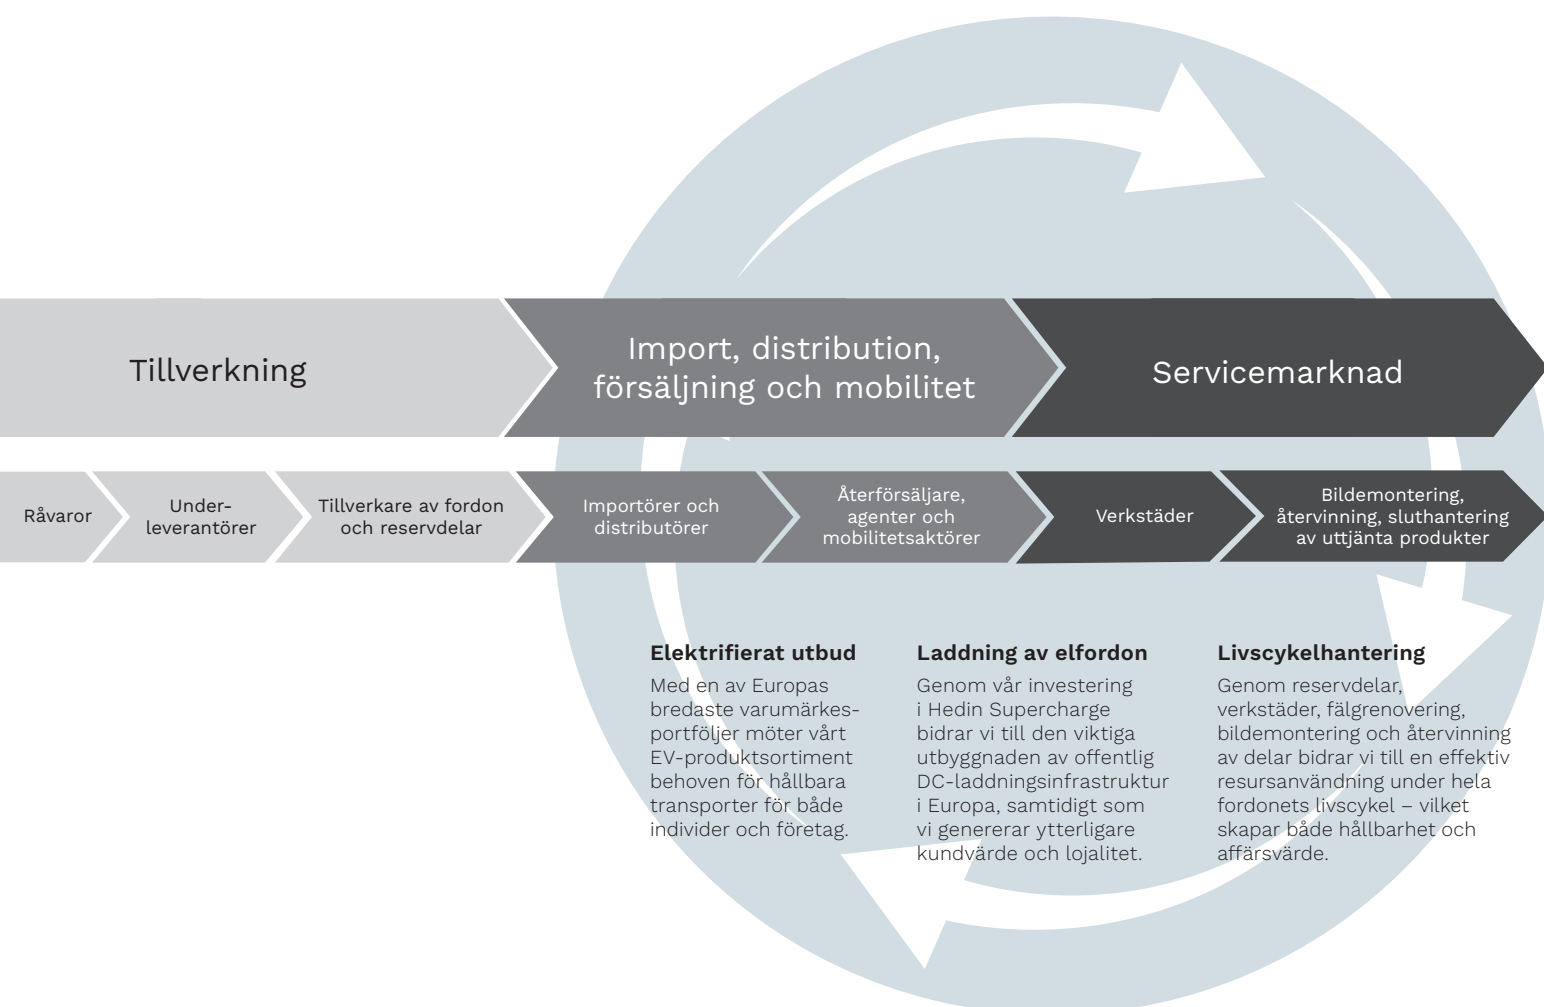 Tillverkning
Import, distribution,
försäljning och mobilitet
Servicemarknad
Råvaror
Under-
leverantörer
Tillverkare av fordon
och reservdelar
Importörer och
distributörer
Återförsäljare,
agenter och
mobilitetsaktörer
Verkstäder
Bildemontering,
återvinning, sluthantering
av uttjänta produkter
Elektrifierat utbud
Med en av Europas
bredaste varumärkes-
portföljer möter vårt
EV-produktsortiment
behoven för hållbara
transporter för både
individer och företag.
Laddning av elfordon
Genom vår investering
i Hedin Supercharge
bidrar vi till den viktiga
utbyggnaden av offentlig
DC-laddningsinfrastruktur
i Europa, samtidigt som
vi genererar ytterligare
kundvärde och lojalitet.
Livscykelhantering
Genom reservdelar,
verkstäder, fälgrenovering,
bildemontering och återvinning
av delar bidrar vi till en effektiv
resursanvändning under hela
fordonets livscykel – vilket
skapar både hållbarhet och
affärsvärde.